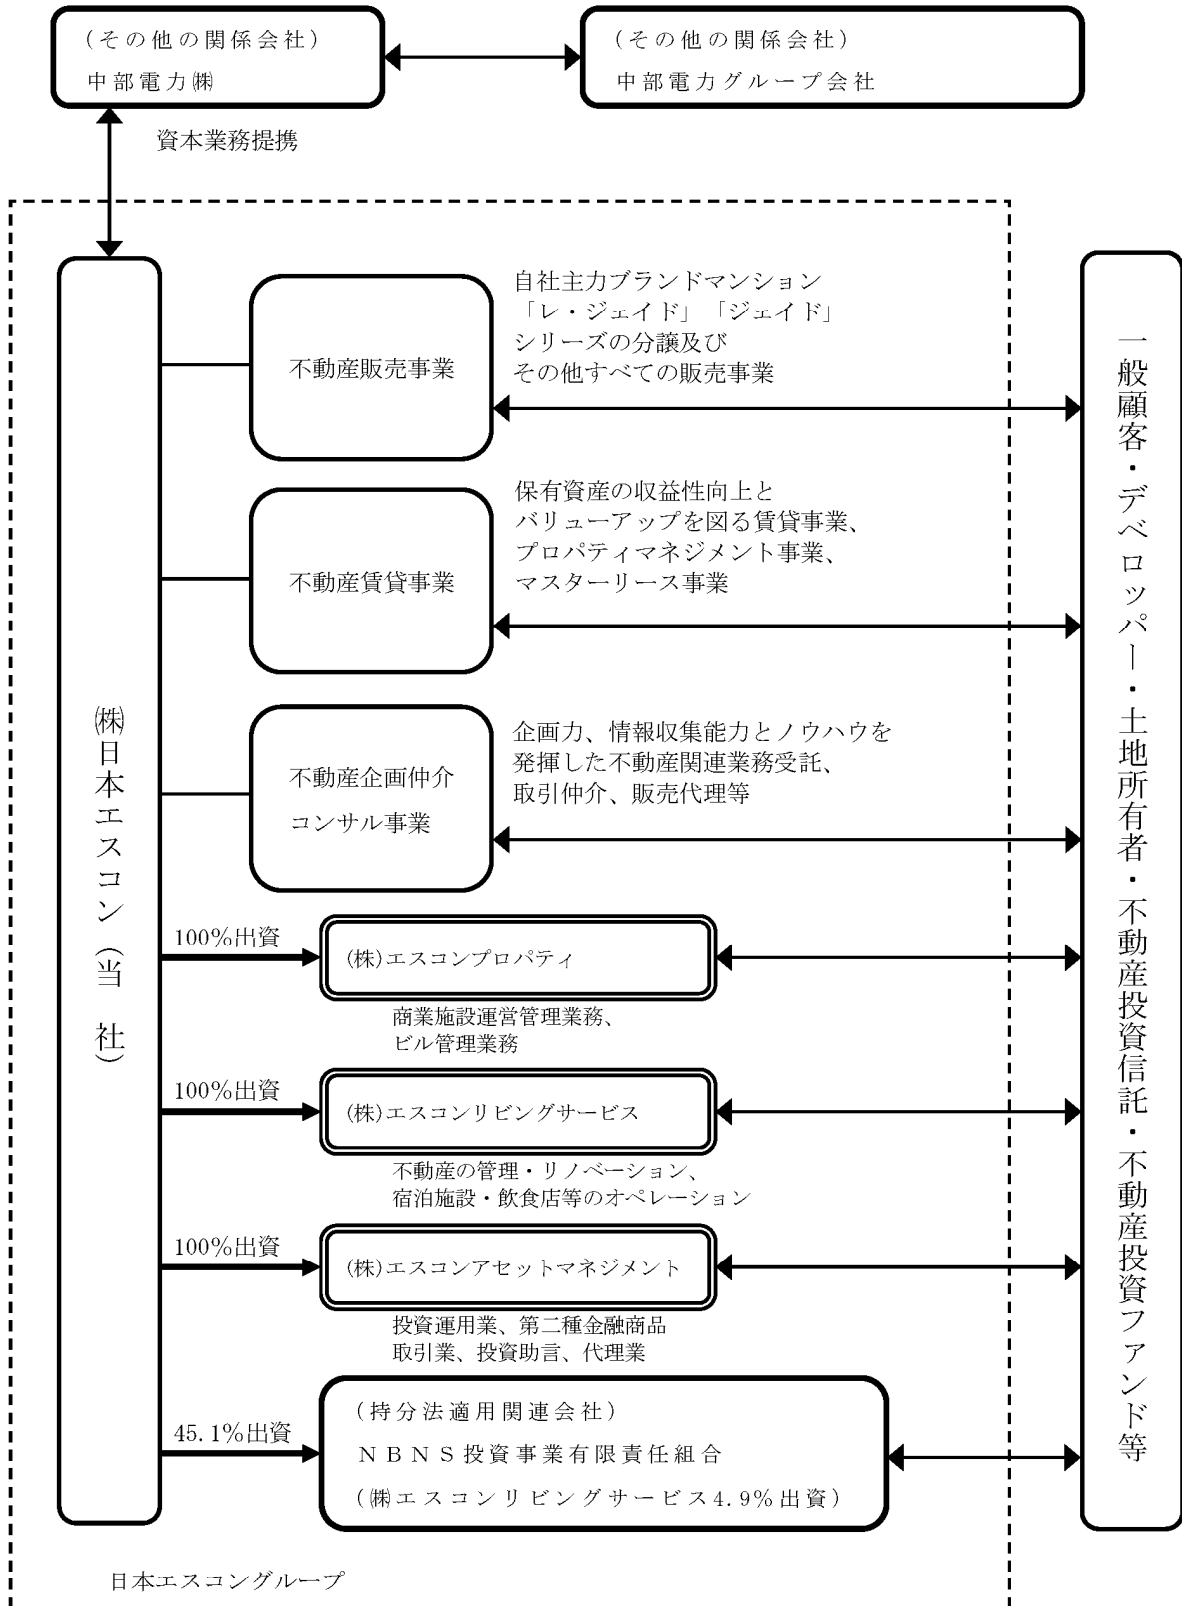 (その他の関係会社)
中部電力㈱
(その他の関係会社)
中部電力グループ会社
資本業務提携
㈱日本エスコン(当 社)
不動産販売事業
自社主力ブランドマンション
「レ・ジェイド」「ジェイド」
シリーズの分譲及び
その他すべての販売事業
不動産賃貸事業
保有資産の収益性向上と
バリューアップを図る賃貸事業、
プロパティマネジメント事業、
マスターリース事業
不動産企画仲介
コンサル事業
企画力、情報収集能力とノウハウを
発揮した不動産関連業務受託、
取引仲介、販売代理等
100%出資
(株)エスコンプロパティ
商業施設運営管理業務、
ビル管理業務
100%出資
(株)エスコンリビングサービス
不動産の管理・リノベーション、
宿泊施設・飲食店等のオペレーション
100%出資
(株)エスコンアセットマネジメント
投資運用業、第二種金融商品
取引業、投資助言、代理業
45.1%出資
(持分法適用関連会社)
NBNS投資事業有限責任組合
(㈱エスコンリビングサービス4.9%出資)
一般顧客・デベロッパー・土地所有者・不動産投資信託・不動産投資ファンド等
日本エスコングループ